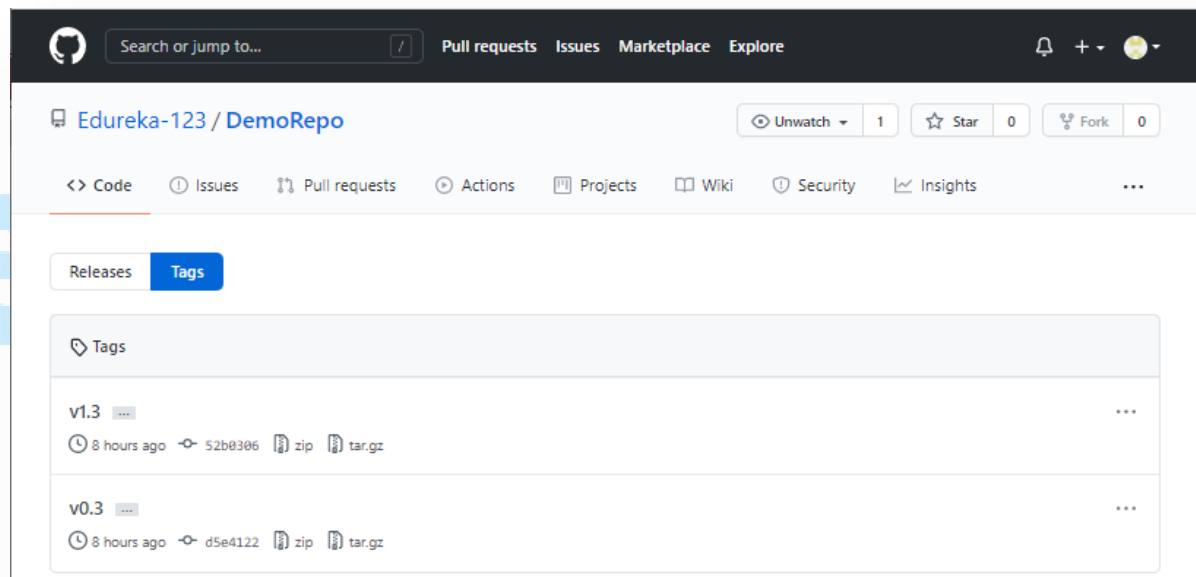 Search or jump to... / Pull requests Issues Marketplace Explore
Edureka-123 / DemoRepo Unwatch 1 Star 0 Fork 0
Code Issues Pull requests Actions Projects Wiki Security Insights ...
Releases Tags
Tags
v1.3 ... ...
8 hours ago 52b0306 zip tar.gz
v0.3 ... ...
8 hours ago d5e4122 zip tar.gz